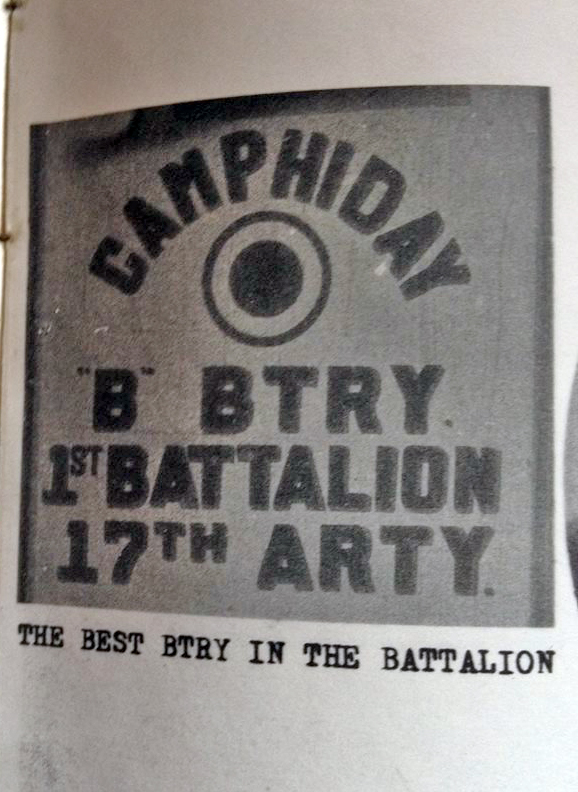 CAMPHIDAY
"B" BTRY.
1ST BATTALION
17TH ARTY.
THE BEST BTRY IN THE BATTALION